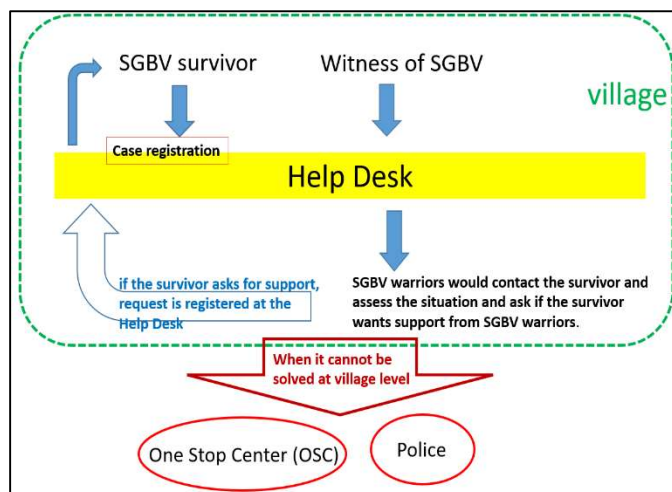 SGBV survivor
Witness of SGBV
village
Case registration
Help Desk
if the survivor asks for support,
request is registered at the
Help Desk
SGBV warriors would contact the survivor and
assess the situation and ask if the survivor
wants support from SGBV warriors.
When it cannot be
solved at village level
One Stop Center (OSC)
Police